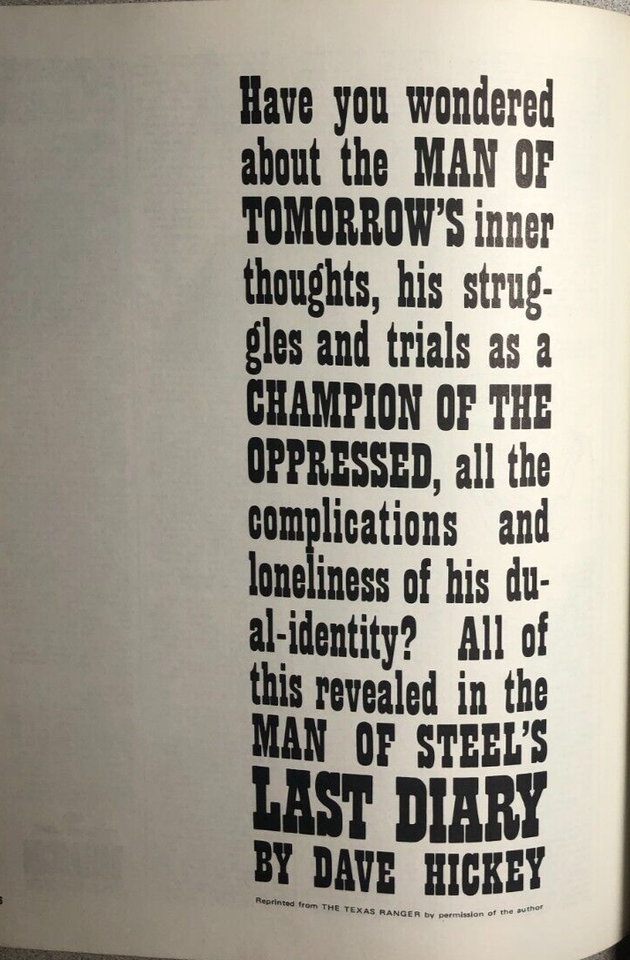 Have you wondered
about the MAN OF
TOMORROW'S inner
thoughts, his strug-
gles and trials as a
CHAMPION OF THE
OPPRESSED, all the
complications and
loneliness of his du-
al-identity? All of
this revealed in the
MAN OF STEEL'S
LAST DIARY
BY DAVE HICKEY
Reprinted from THE TEXAS RANGER by permission of the author